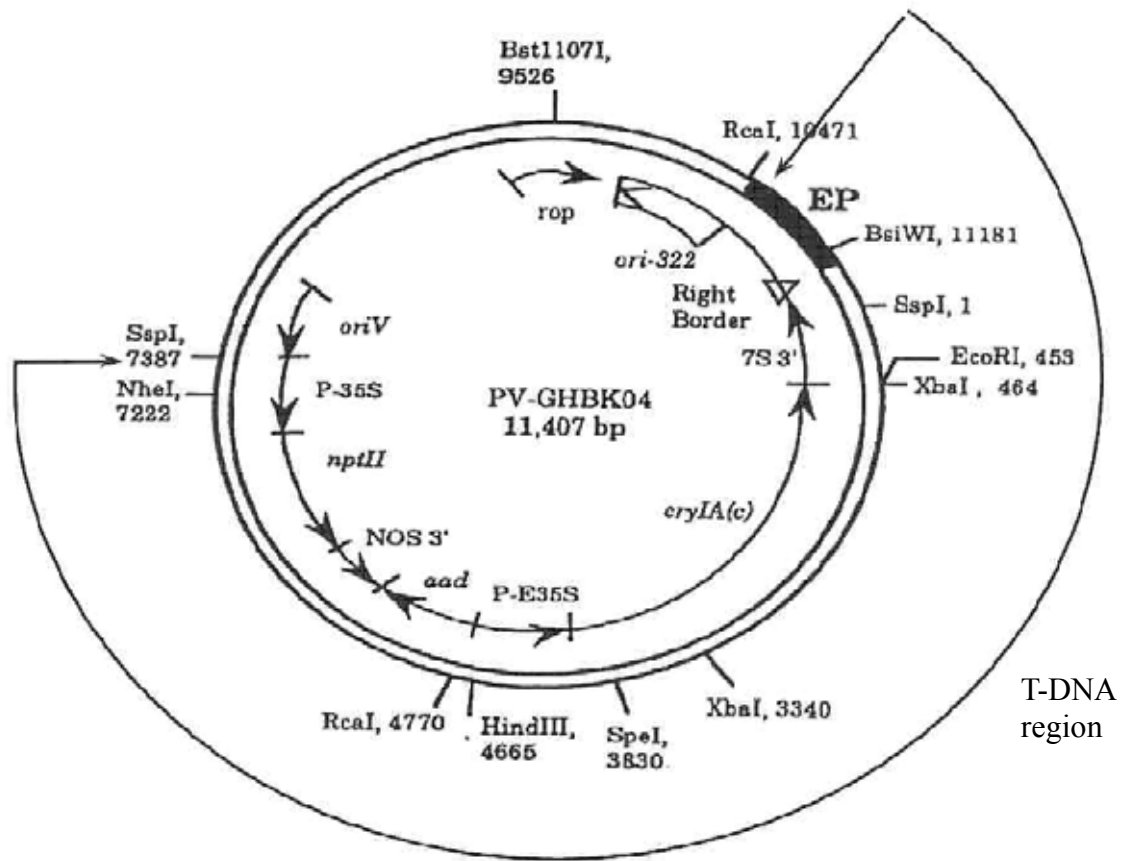 Bst1107I,
9526
RcaI, 10471
EP
BsiWI, 11181
rop
ori-322
Right
Border
SspI, 1
oriV
SspI,
7387
7S 3'
EcoRI, 453
XbaI, 464
NheI,
7222
P-35S
PV-GHBK04
11,407 bp
nptII
cryIA(c)
NOS 3'
aad
P-E35S
T-DNA
region
XbaI, 3340
RcaI, 4770
HindIII,
4665
SpeI,
3830